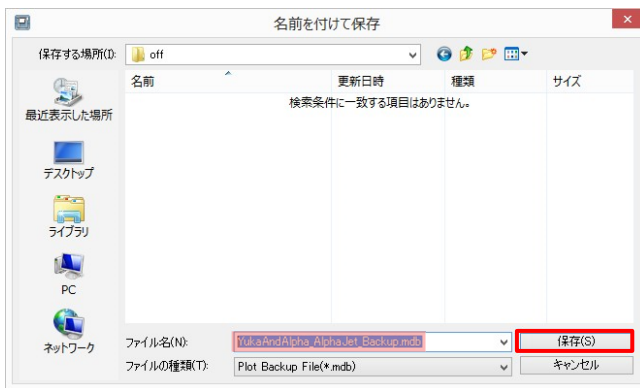 名前を付けて保存
×
保存する場所(I):
off
名前
更新日時
種類
サイズ
検索条件に一致する項目はありません。
最近表示した場所
デスクトップ
ライブラリ
PC
ネットワーク
ファイル名(N):
YukaAndAlpha_AlphaJet_Backup.mdb
保存(S)
ファイルの種類(T):
Plot Backup File(*.mdb)
キャンセル